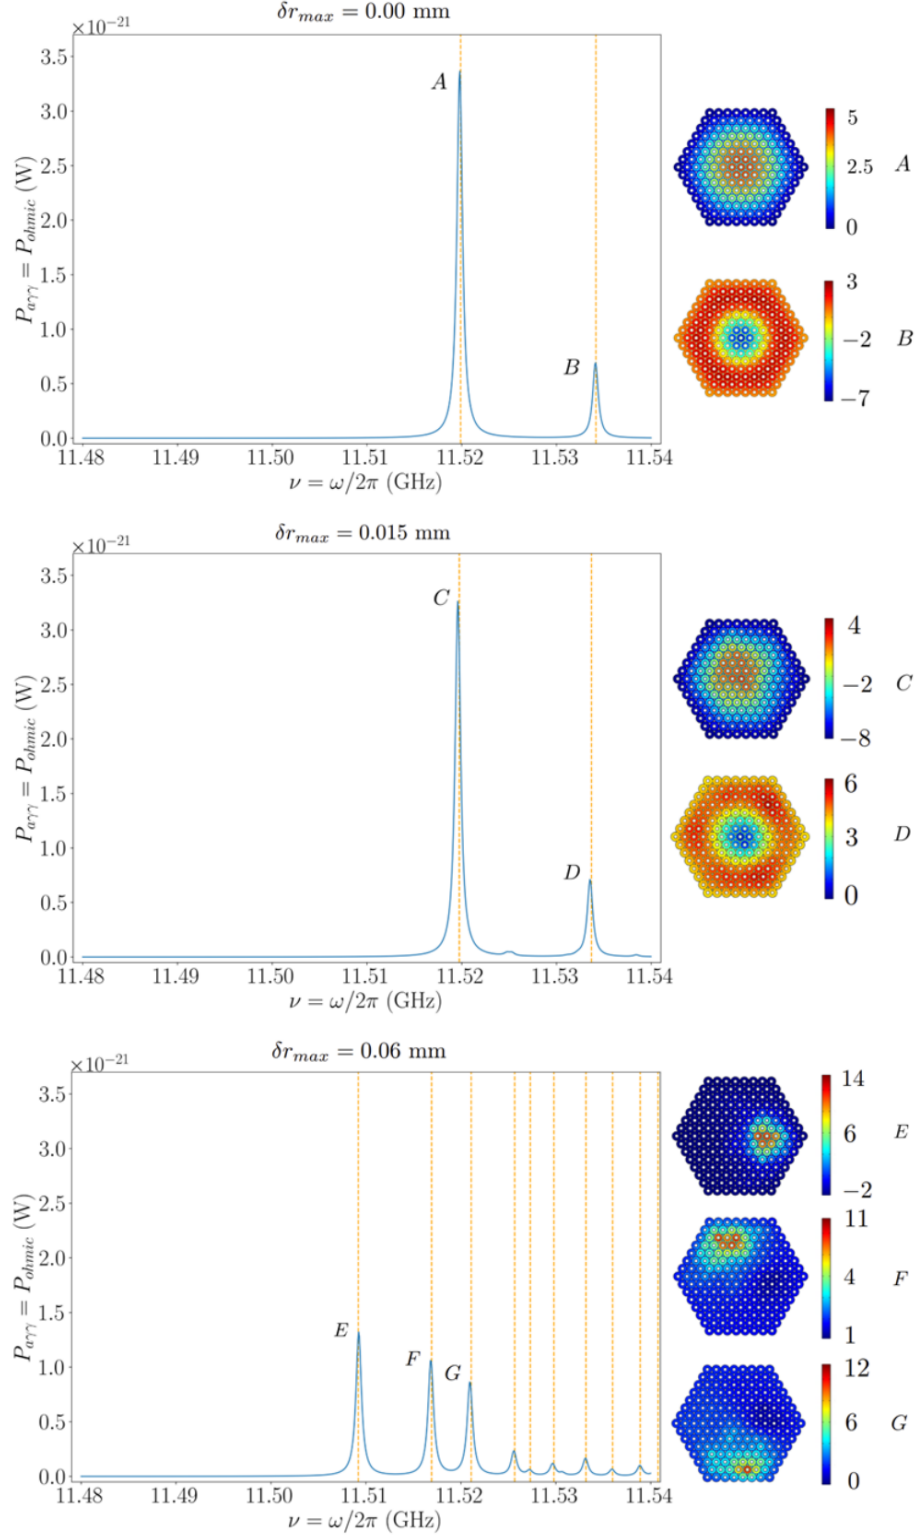 δr_max = 0.00 mm
×10⁻²¹
P_aγγ = P_ohmic (W)
3.5
3.0
2.5
2.0
1.5
1.0
0.5
0.0
A
B
11.48 11.49 11.50 11.51 11.52 11.53 11.54
ν = ω/2π (GHz)
5
2.5
0
A
3
−2
−7
B
δr_max = 0.015 mm
×10⁻²¹
P_aγγ = P_ohmic (W)
3.5
3.0
2.5
2.0
1.5
1.0
0.5
0.0
C
D
11.48 11.49 11.50 11.51 11.52 11.53 11.54
ν = ω/2π (GHz)
4
−2
−8
C
6
3
0
D
δr_max = 0.06 mm
×10⁻²¹
P_aγγ = P_ohmic (W)
3.5
3.0
2.5
2.0
1.5
1.0
0.5
0.0
E
F
G
11.48 11.49 11.50 11.51 11.52 11.53 11.54
ν = ω/2π (GHz)
14
6
−2
E
11
4
1
F
12
6
0
G